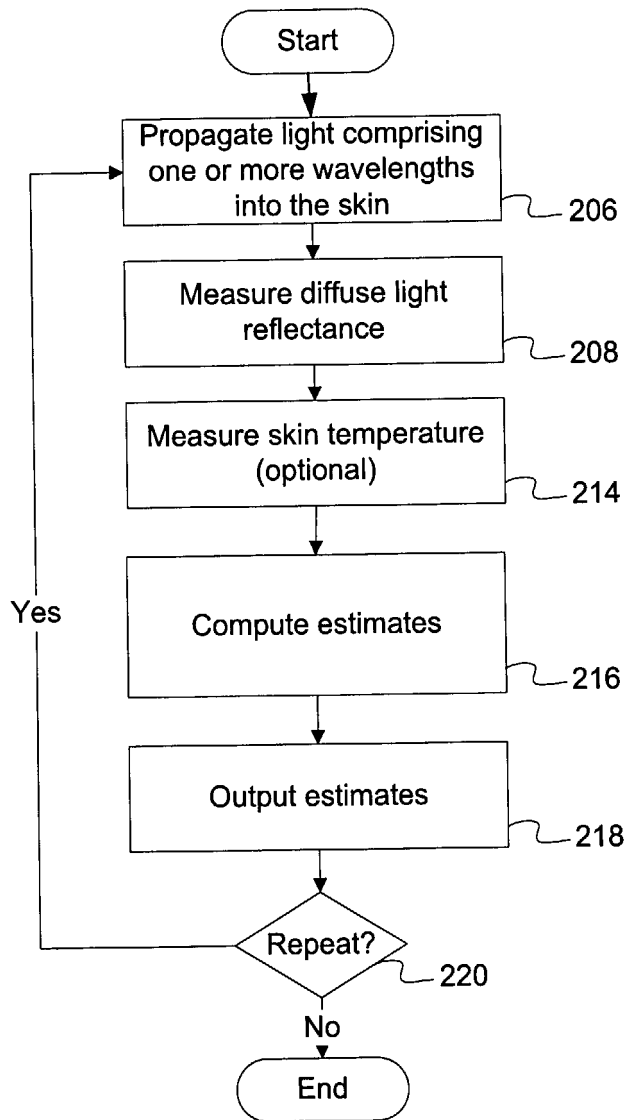 Start
Propagate light comprising
one or more wavelengths
into the skin
206
Measure diffuse light
reflectance
208
Measure skin temperature
(optional)
214
Compute estimates
216
Output estimates
218
Repeat?
220
Yes
No
End